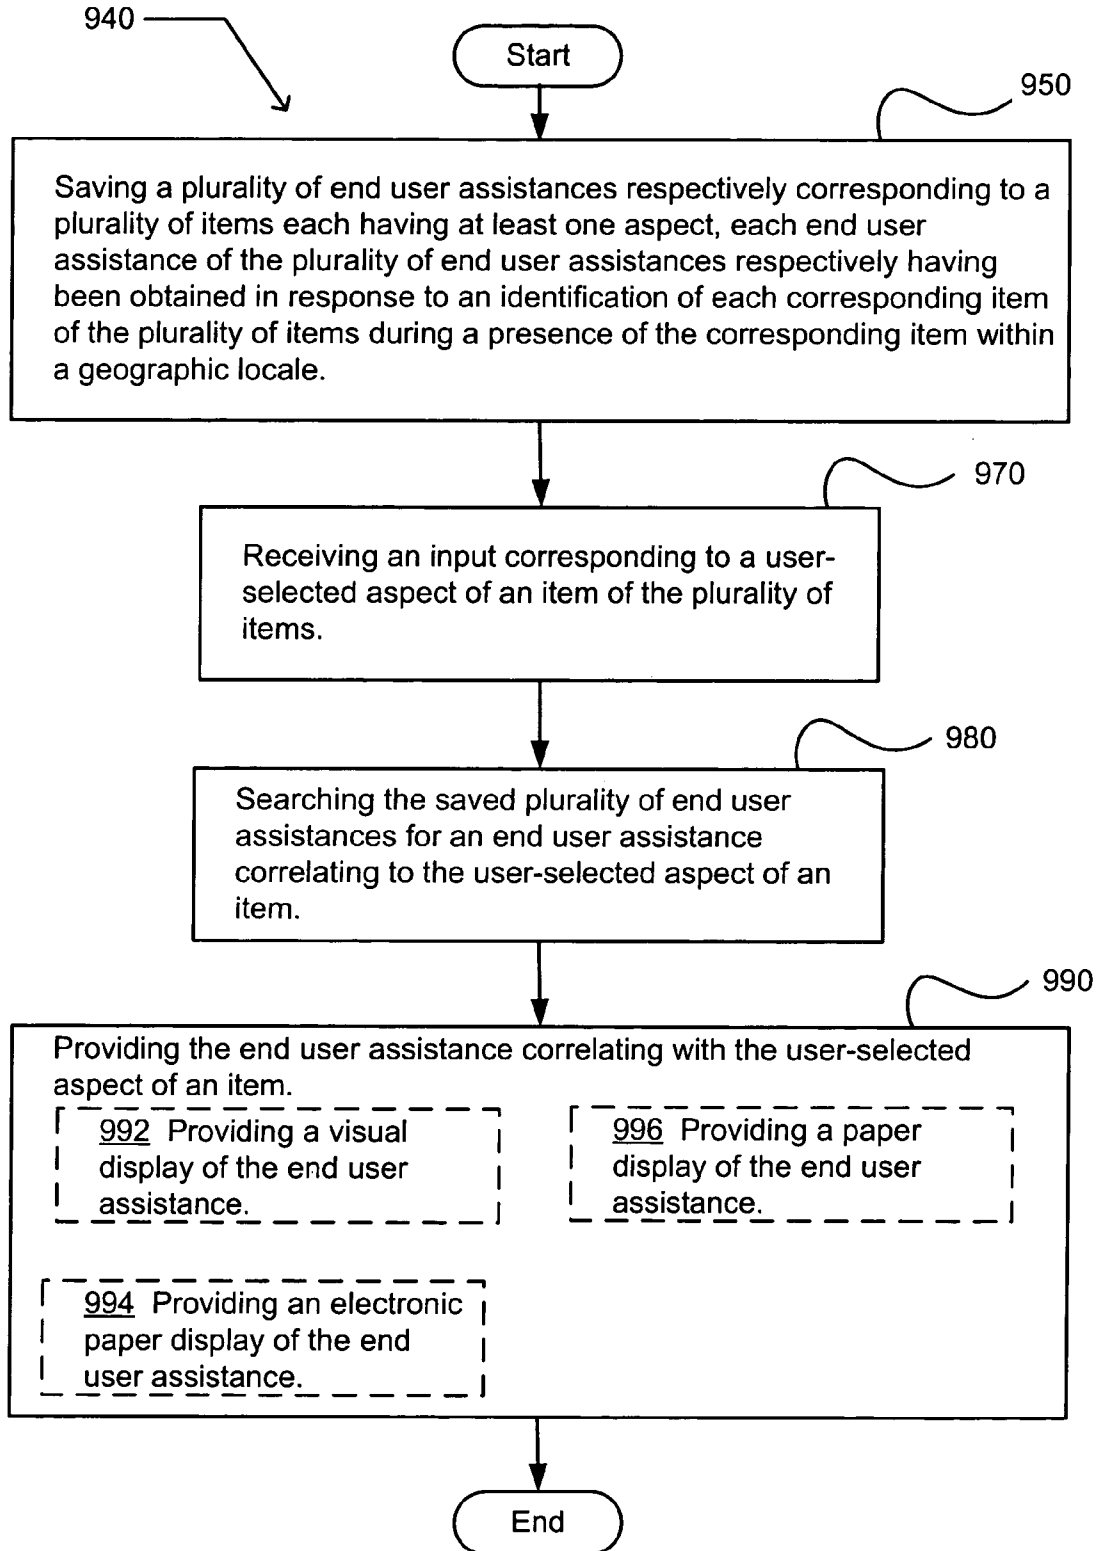 940
Start
950
Saving a plurality of end user assistances respectively corresponding to a
plurality of items each having at least one aspect, each end user
assistance of the plurality of end user assistances respectively having
been obtained in response to an identification of each corresponding item
of the plurality of items during a presence of the corresponding item within
a geographic locale.
970
Receiving an input corresponding to a user-
selected aspect of an item of the plurality of
items.
980
Searching the saved plurality of end user
assistances for an end user assistance
correlating to the user-selected aspect of an
item.
990
Providing the end user assistance correlating with the user-selected
aspect of an item.
992 Providing a visual
display of the end user
assistance.
996 Providing a paper
display of the end user
assistance.
994 Providing an electronic
paper display of the end
user assistance.
End